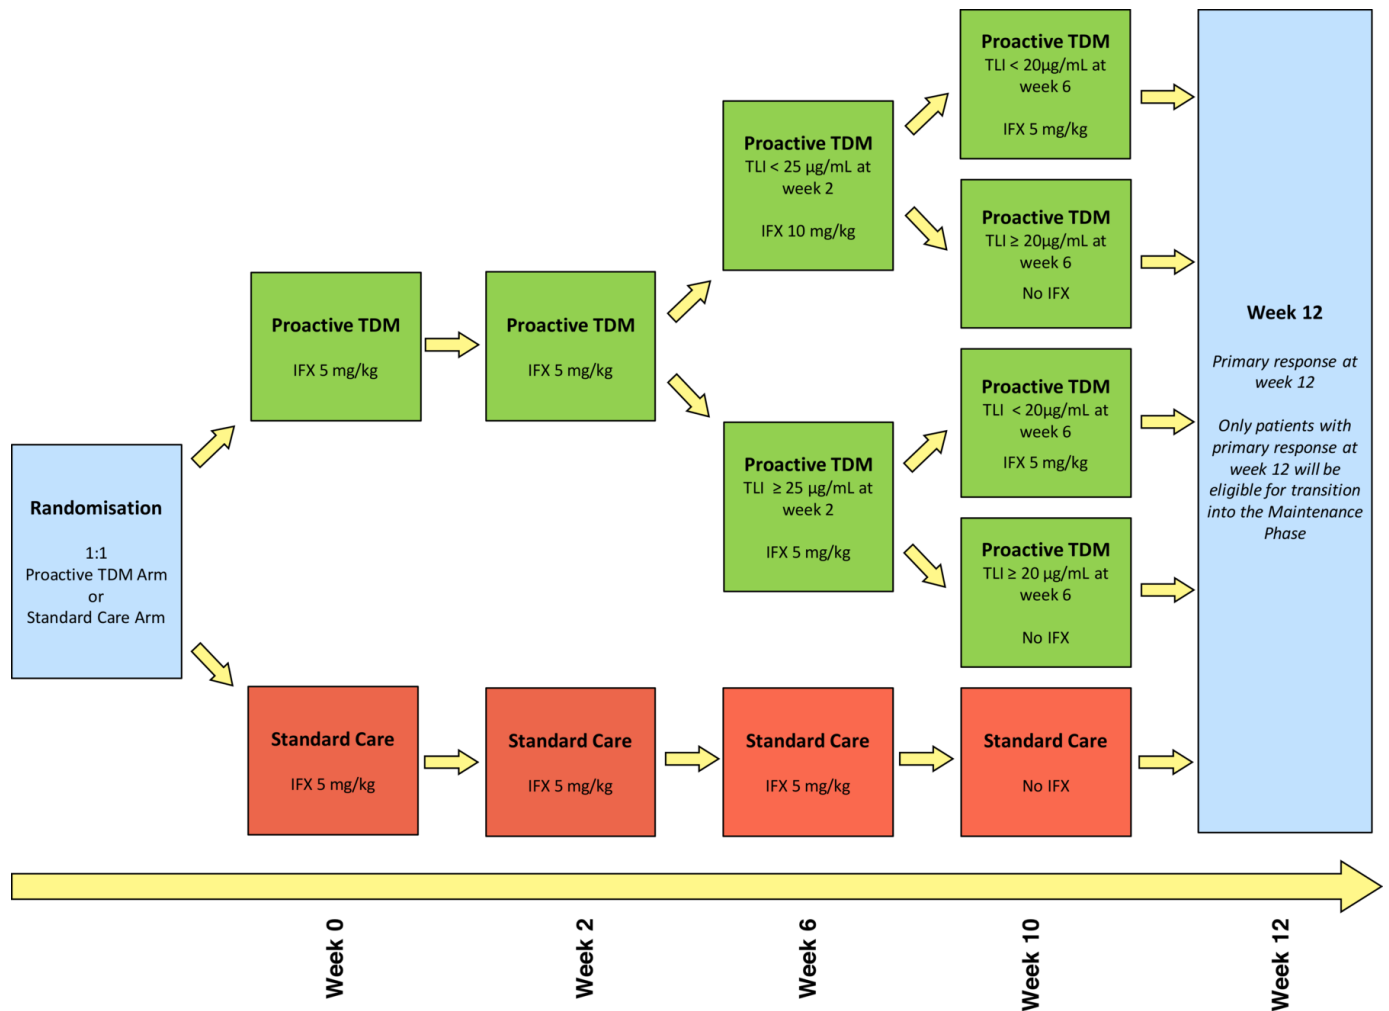 Randomisation
1:1
Proactive TDM Arm
or
Standard Care Arm
Proactive TDM
IFX 5 mg/kg
Proactive TDM
IFX 5 mg/kg
Proactive TDM
TLI < 25 µg/mL at
week 2
IFX 10 mg/kg
Proactive TDM
TLI ≥ 25 µg/mL at
week 2
IFX 5 mg/kg
Proactive TDM
TLI < 20µg/mL at
week 6
IFX 5 mg/kg
Proactive TDM
TLI ≥ 20µg/mL at
week 6
No IFX
Proactive TDM
TLI < 20µg/mL at
week 6
IFX 5 mg/kg
Proactive TDM
TLI ≥ 20 µg/mL at
week 6
No IFX
Standard Care
IFX 5 mg/kg
Standard Care
IFX 5 mg/kg
Standard Care
IFX 5 mg/kg
Standard Care
No IFX
Week 12
Primary response at
week 12
Only patients with
primary response at
week 12 will be
eligible for transition
into the Maintenance
Phase
Week 0
Week 2
Week 6
Week 10
Week 12